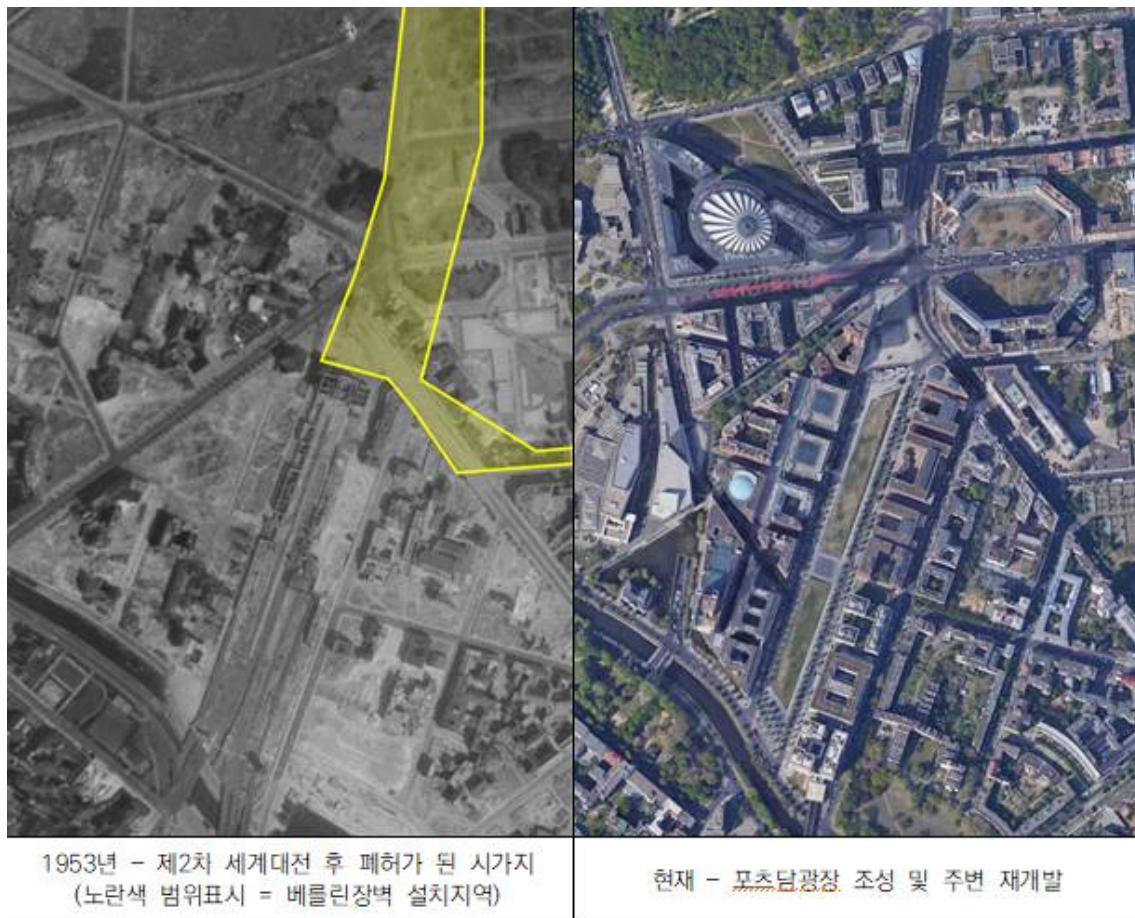 1953년 - 제2차 세계대전 후 폐허가 된 시가지
(노란색 범위표시 = 베를린장벽 설치지역)
현재 - 포츠담광장 조성 및 주변 재개발